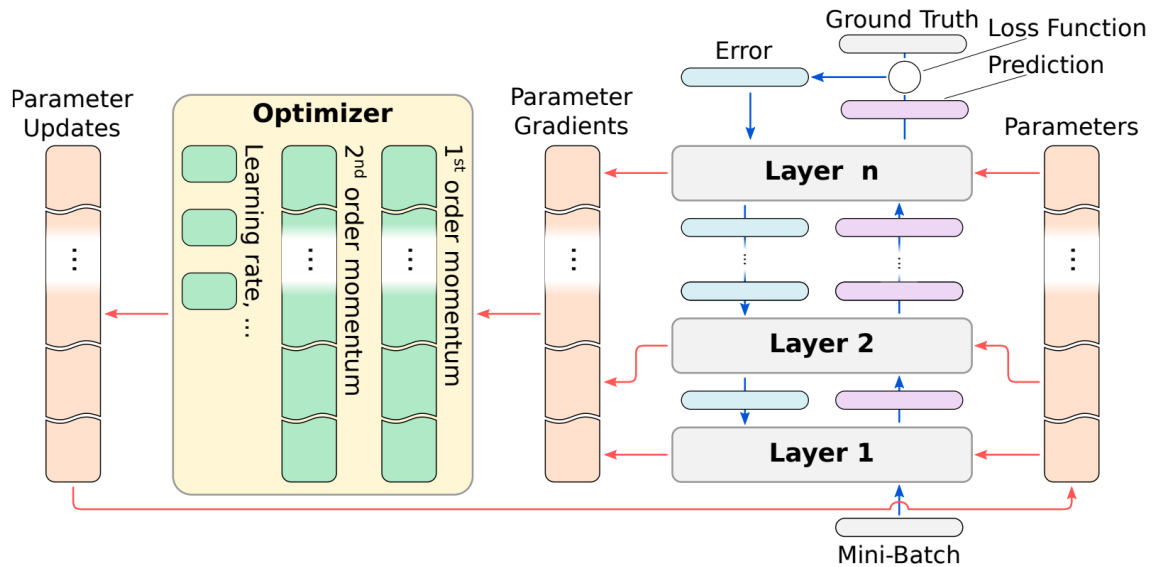 Ground Truth
Loss Function
Error
Prediction
Parameter
Updates
Optimizer
Parameter
Gradients
Parameters
Learning rate, ...
2nd order momentum
1st order momentum
...
...
...
...
...
...
...
Layer n
Layer 2
Layer 1
Mini-Batch